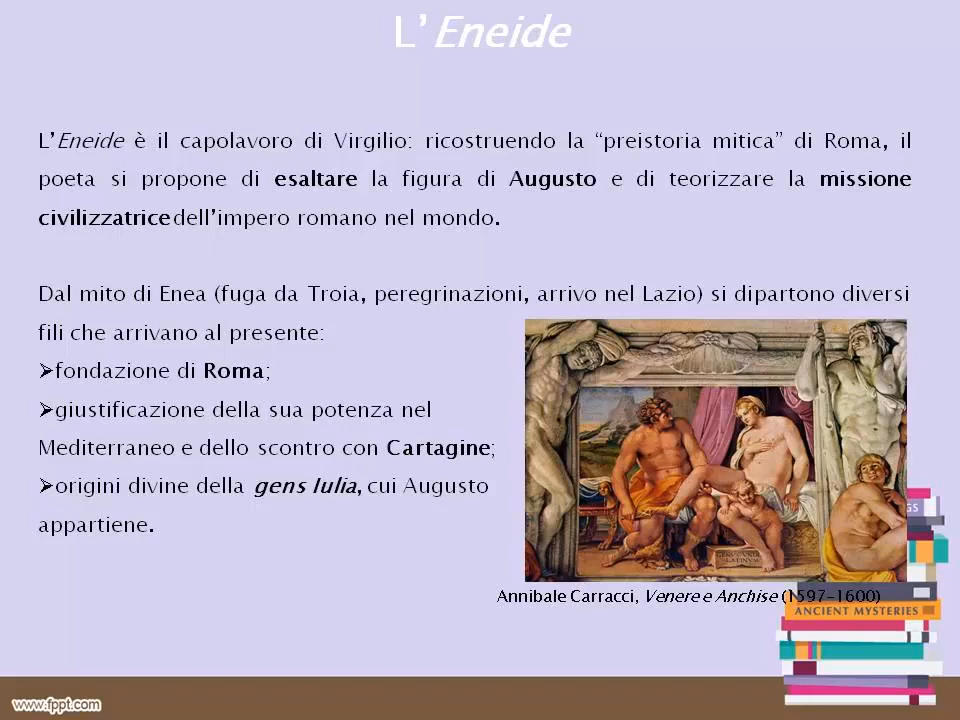 L'Eneide
L'Eneide è il capolavoro di Virgilio: ricostruendo la “preistoria mitica” di Roma, il
poeta si propone di esaltare la figura di Augusto e di teorizzare la missione
civilizzatrice dell'impero romano nel mondo.
Dal mito di Enea (fuga da Troia, peregrinazioni, arrivo nel Lazio) si dipartono diversi
fili che arrivano al presente:
➢fondazione di Roma;
➢giustificazione della sua potenza nel
Mediterraneo e dello scontro con Cartagine;
➢origini divine della gens Iulia, cui Augusto
appartiene.
LATINVM
Annibale Carracci, Venere e Anchise (1597-1600)
GS
ANCIENT MYSTERIES
www.fppt.com